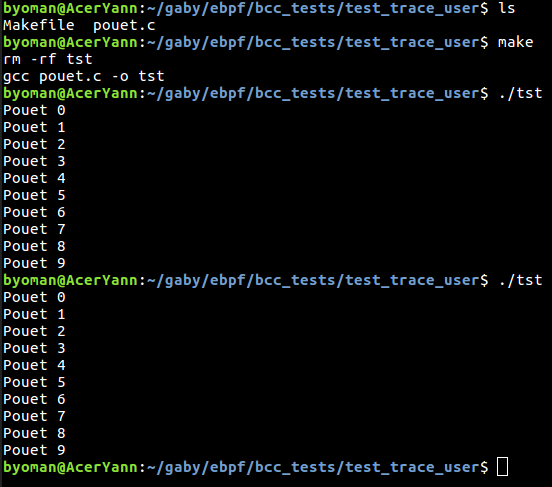 byoman@AcerYann:~/gaby/ebpf/bcc_tests/test_trace_user$ ls
Makefile  pouet.c
byoman@AcerYann:~/gaby/ebpf/bcc_tests/test_trace_user$ make
rm -rf tst
gcc pouet.c -o tst
byoman@AcerYann:~/gaby/ebpf/bcc_tests/test_trace_user$ ./tst
Pouet 0
Pouet 1
Pouet 2
Pouet 3
Pouet 4
Pouet 5
Pouet 6
Pouet 7
Pouet 8
Pouet 9
byoman@AcerYann:~/gaby/ebpf/bcc_tests/test_trace_user$ ./tst
Pouet 0
Pouet 1
Pouet 2
Pouet 3
Pouet 4
Pouet 5
Pouet 6
Pouet 7
Pouet 8
Pouet 9
byoman@AcerYann:~/gaby/ebpf/bcc_tests/test_trace_user$